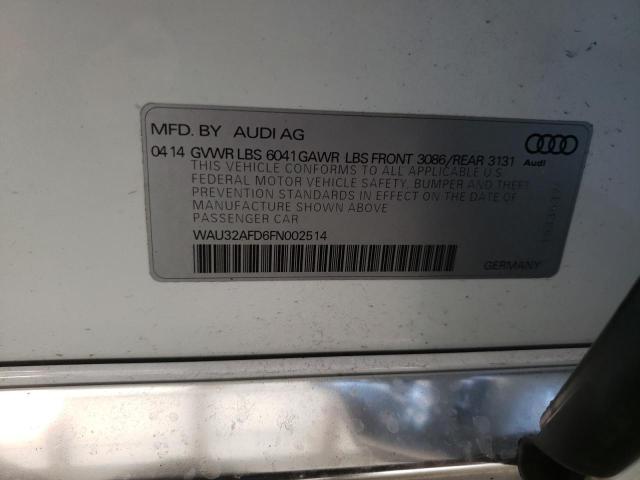 MFD. BY AUDI AG
04 14 GVWR LBS 6041 GAWR LBS FRONT 3086/REAR 3131
Audi
THIS VEHICLE CONFORMS TO ALL APPLICABLE U.S
FEDERAL MOTOR VEHICLE SAFETY, BUMPER AND THEFT
PREVENTION STANDARDS IN EFFECT ON THE DATE OF
MANUFACTURE SHOWN ABOVE
PASSENGER CAR
WAU32AFD6FN002514
GERMANY